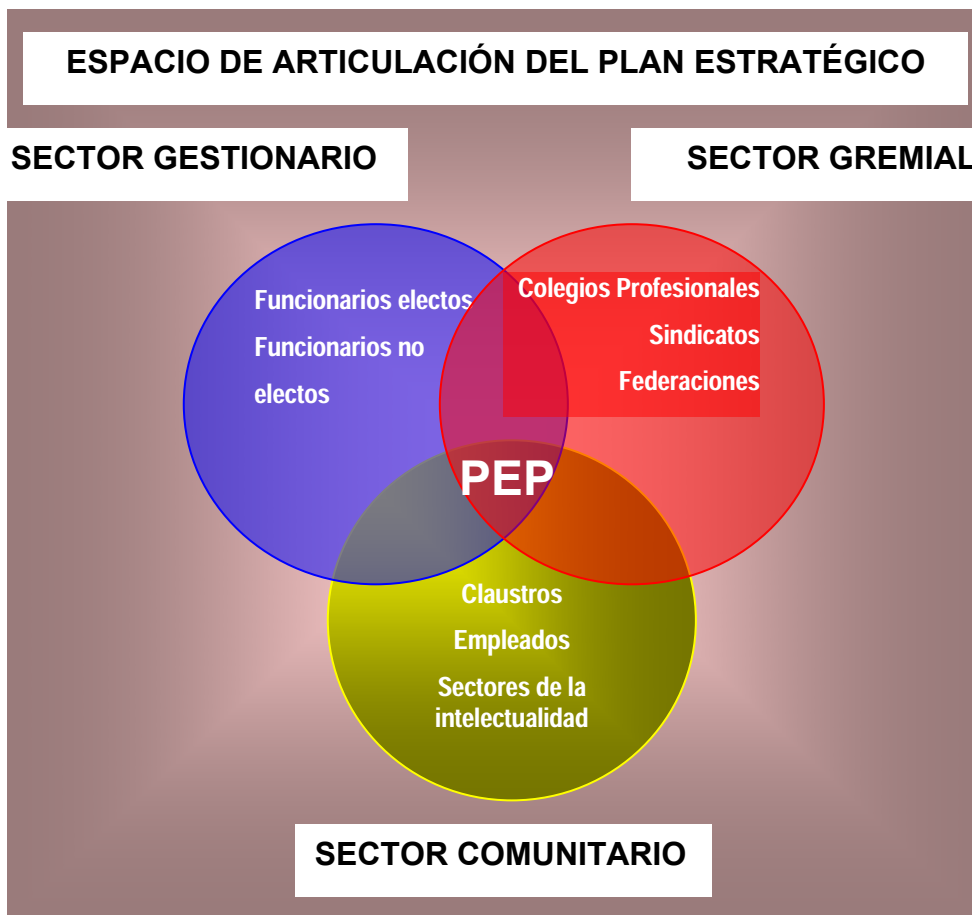 ESPACIO DE ARTICULACIÓN DEL PLAN ESTRATÉGICO
SECTOR GESTIONARIO
SECTOR GREMIAL
Funcionarios electos
Funcionarios no
electos
Colegios Profesionales
Sindicatos
Federaciones
PEP
Claustros
Empleados
Sectores de la
intelectualidad
SECTOR COMUNITARIO